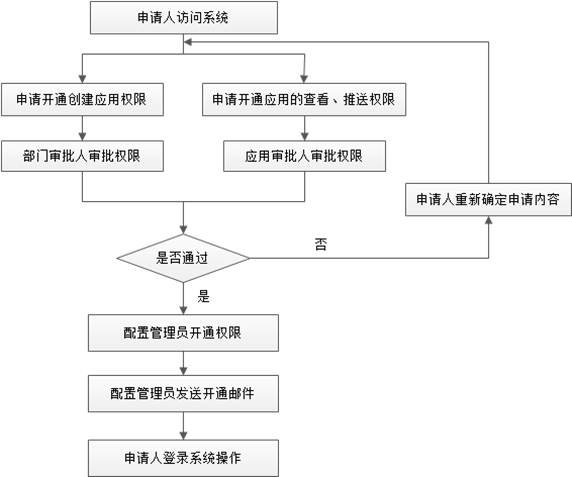 申请人访问系统
申请开通创建应用权限
申请开通应用的查看、推送权限
部门审批人审批权限
应用审批人审批权限
申请人重新确定申请内容
是否通过
否
是
配置管理员开通权限
配置管理员发送开通邮件
申请人登录系统操作